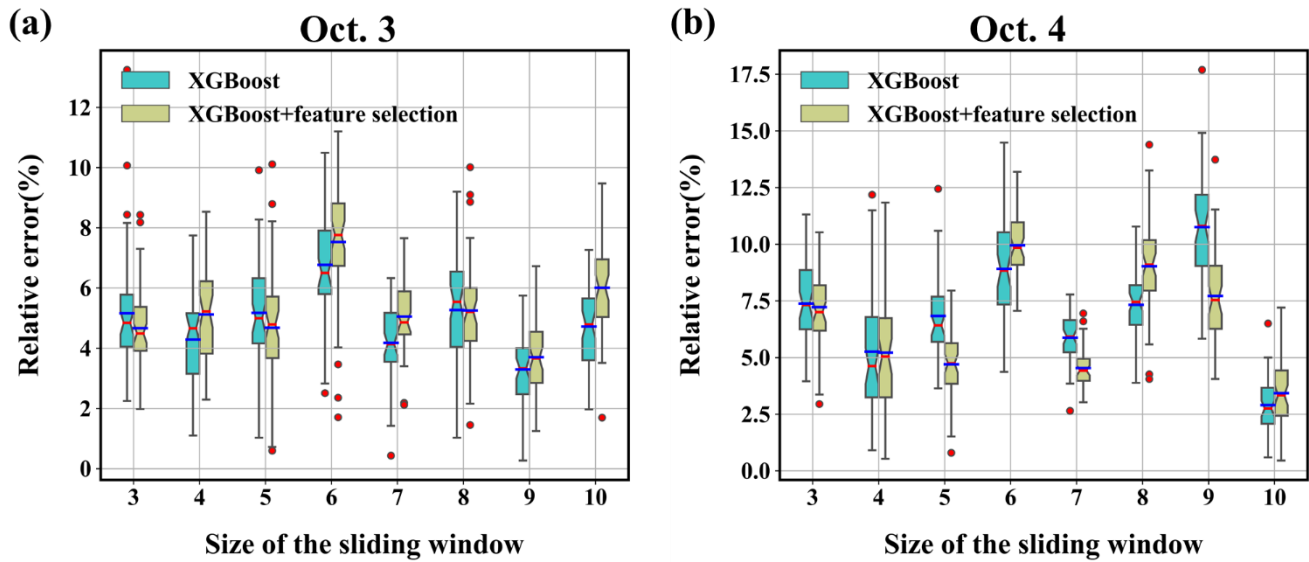 (a)
Oct. 3
XGBoost
XGBoost+feature selection
Relative error(%)
12
10
8
6
4
2
0
3 4 5 6 7 8 9 10
Size of the sliding window
(b)
Oct. 4
XGBoost
XGBoost+feature selection
Relative error(%)
17.5
15.0
12.5
10.0
7.5
5.0
2.5
0.0
3 4 5 6 7 8 9 10
Size of the sliding window